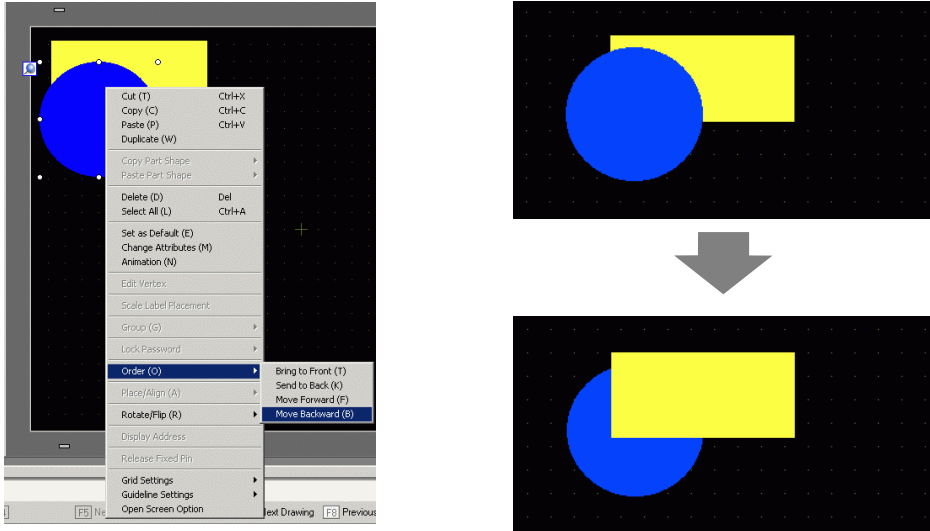 Cut (T) Ctrl+X
Copy (C) Ctrl+C
Paste (P) Ctrl+V
Duplicate (W)
Copy Part Shape
Paste Part Shape
Delete (D) Del
Select All (L) Ctrl+A
Set as Default (E)
Change Attributes (M)
Animation (N)
Edit Vertex
Scale Label Placement
Group (G)
Lock Password
Order (O)
Bring to Front (T)
Send to Back (K)
Move Forward (F)
Move Backward (B)
Place/Align (A)
Rotate/Flip (R)
Display Address
Release Fixed Pin
Grid Settings
Guideline Settings
Open Screen Option
F5 Drawing F8 Previous